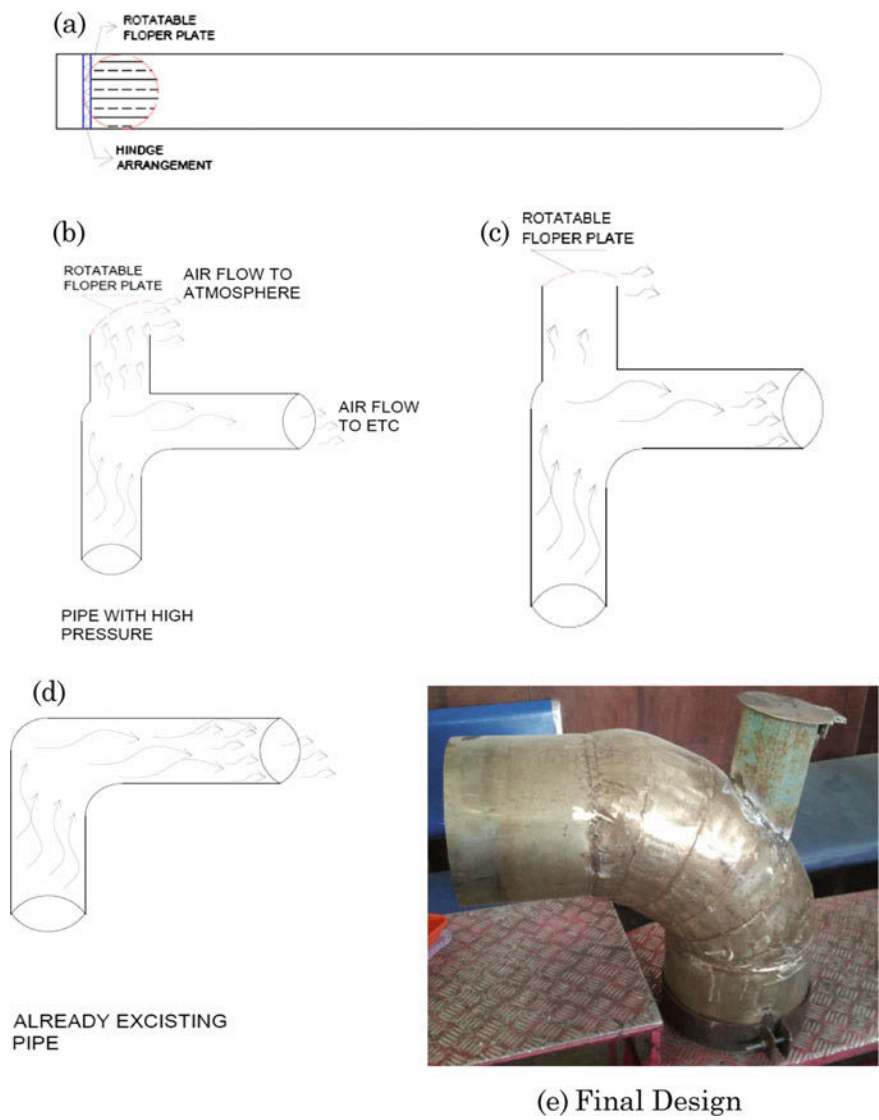 (a)
ROTATABLE
FLOPER PLATE
HINDGE
ARRANGEMENT
(b)
ROTATABLE
FLOPER PLATE
AIR FLOW TO
ATMOSPHERE
AIR FLOW
TO ETC
PIPE WITH HIGH
PRESSURE
(c)
ROTATABLE
FLOPER PLATE
(d)
ALREADY EXCISTING
PIPE
(e) Final Design